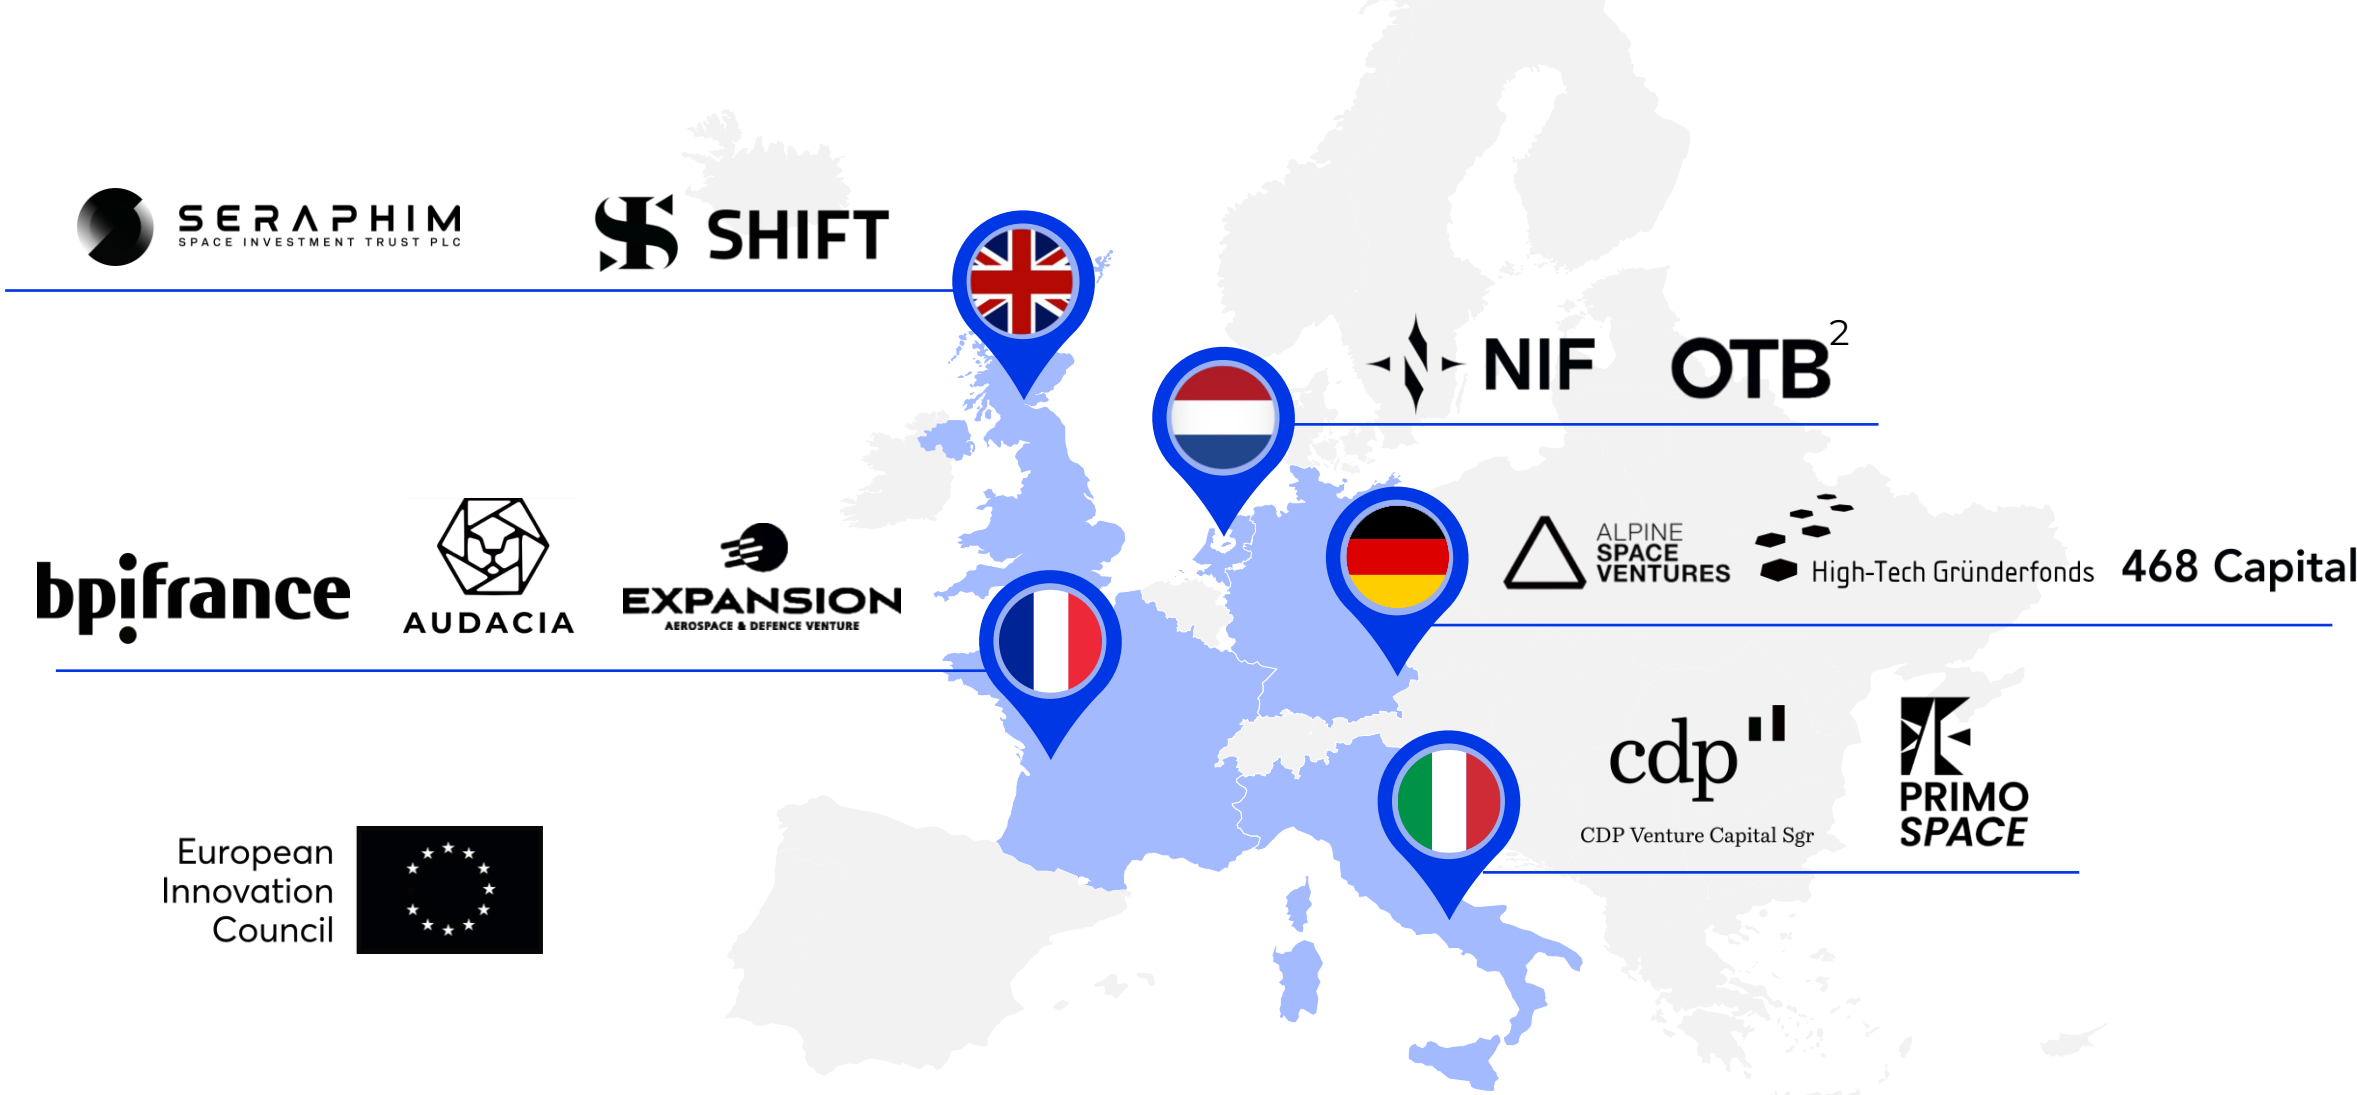 SERAPHIM
SPACE INVESTMENT TRUST PLC
SHIFT
NIF
OTB2
bpifrance
AUDACIA
EXPANSION
AEROSPACE & DEFENCE VENTURE
ALPINE
SPACE
VENTURES
High-Tech Gründerfonds
468 Capital
cdp
CDP Venture Capital Sgr
PRIMO
SPACE
European
Innovation
Council